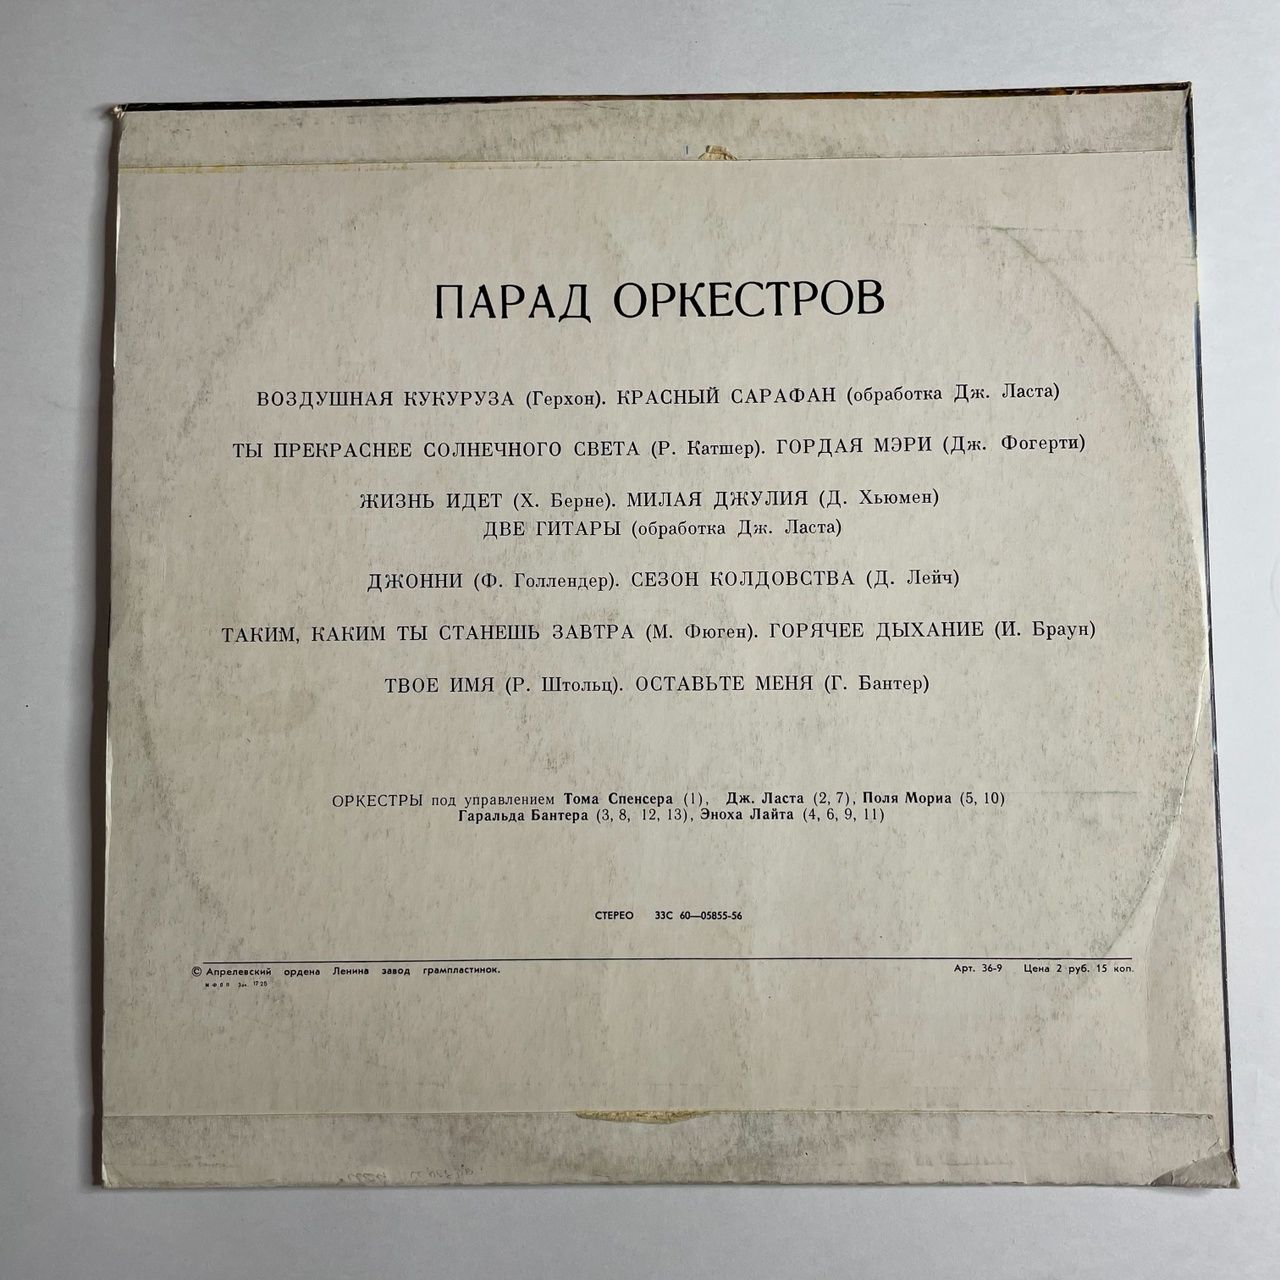 ПАРАД ОРКЕСТРОВ
ВОЗДУШНАЯ КУКУРУЗА (Герхон). КРАСНЫЙ САРАФАН (обработка Дж. Ласта)
ТЫ ПРЕКРАСНЕЕ СОЛНЕЧНОГО СВЕТА (Р. Катшер). ГОРДАЯ МЭРИ (Дж. Фогерти)
ЖИЗНЬ ИДЕТ (Х. Берне). МИЛАЯ ДЖУЛИЯ (Д. Хьюмен)
ДВЕ ГИТАРЫ (обработка Дж. Ласта)
ДЖОННИ (Ф. Голлендер). СЕЗОН КОЛДОВСТВА (Д. Лейч)
ТАКИМ, КАКИМ ТЫ СТАНЕШЬ ЗАВТРА (М. Фюген). ГОРЯЧЕЕ ДЫХАНИЕ (И. Браун)
ТВОЕ ИМЯ (Р. Штольц). ОСТАВЬТЕ МЕНЯ (Г. Бантер)
ОРКЕСТРЫ под управлением Тома Спенсера (1), Дж. Ласта (2, 7), Поля Мориа (5, 10)
Гаральда Бантера (3, 8, 12, 13), Эноха Лайта (4, 6, 9, 11)
СТЕРЕО 33С 60—05855-56
© Апрелевский ордена Ленина завод грампластинок. Арт. 36-9 Цена 2 руб. 15 коп.